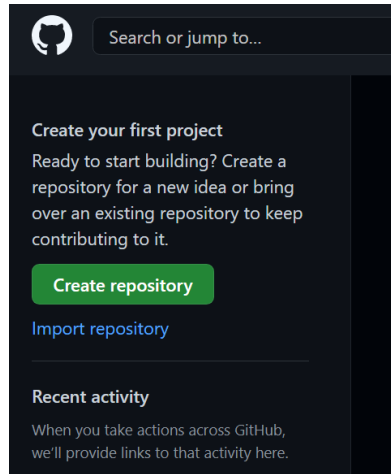 Search or jump to...
Create your first project
Ready to start building? Create a
repository for a new idea or bring
over an existing repository to keep
contributing to it.
Create repository
Import repository
Recent activity
When you take actions across GitHub,
we'll provide links to that activity here.